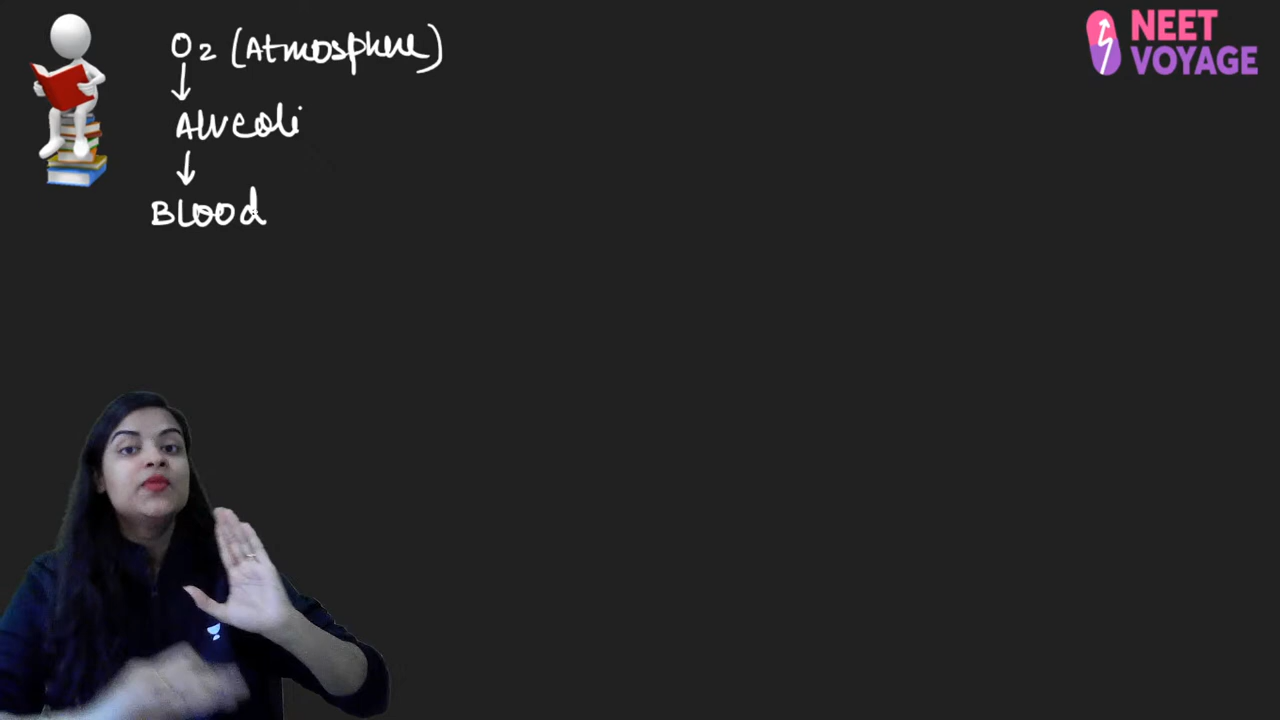 O2 (Atmosphere)
↓
Alveoli
↓
Blood
NEET
VOYAGE